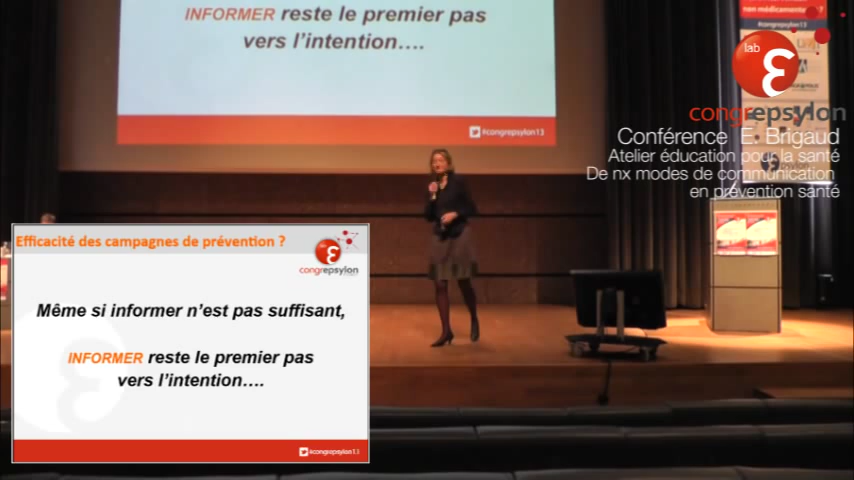 INFORMER reste le premier pas
vers l'intention....
#congrepsylon13
non médicamenteuses ?
#congrepsylon13
lab
congrepsylon
Conférence E. Brigaud
Atelier éducation pour la santé
De nx modes de communication
en prévention santé
Efficacité des campagnes de prévention ?
congrepsylon
Même si informer n'est pas suffisant,
INFORMER reste le premier pas
vers l'intention....
#congrepsylon13